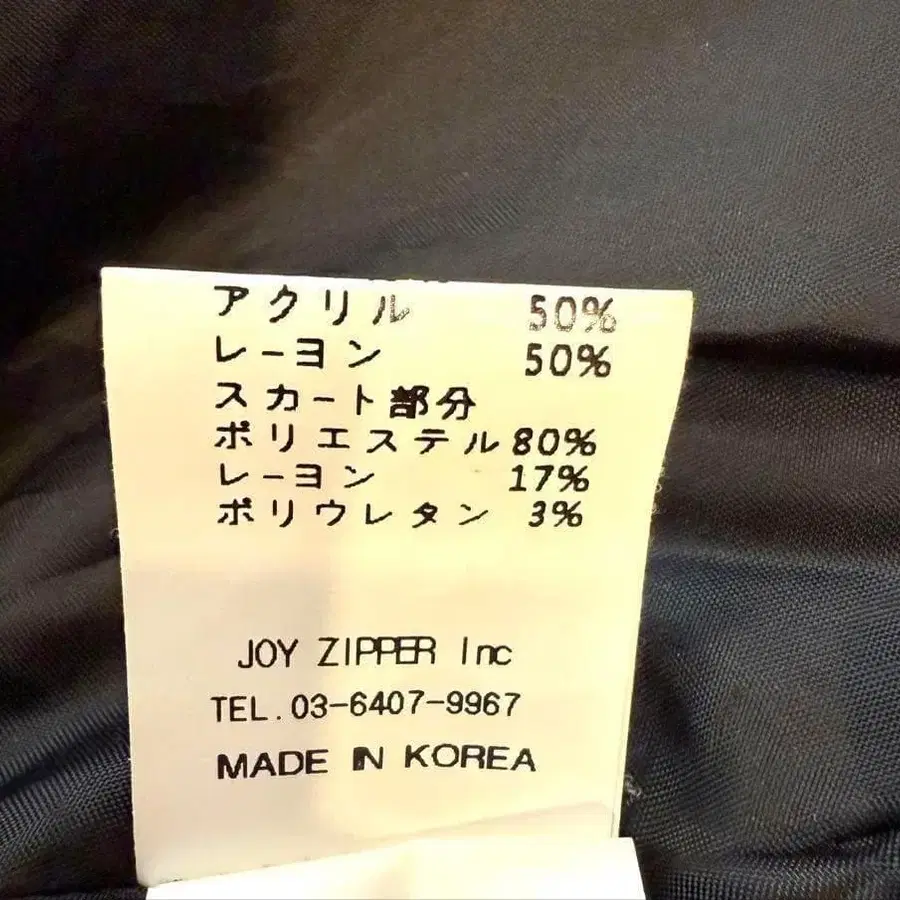 アクリル 50%
レーヨン 50%
スカート部分
ポリエステル 80%
レーヨン 17%
ポリウレタン 3%
JOY ZIPPER Inc
TEL.03-6407-9967
MADE IN KOREA